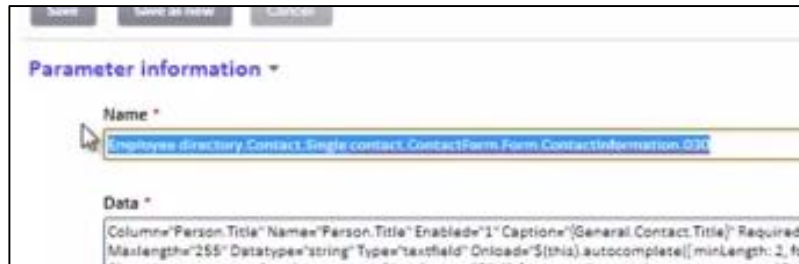 Save Save as new Cancel
Parameter information
Name *
Employee directory.Contact.Single contact.ContactForm.Form.ContactInformation.030
Data *
Column="Person.Title" Name="Person.Title" Enabled="1" Caption="{General.Contact.Title}" Required
Maxlength="255" Datatype="string" Type="textfield" Onload="$(this).autocomplete({ minLength: 2, fo